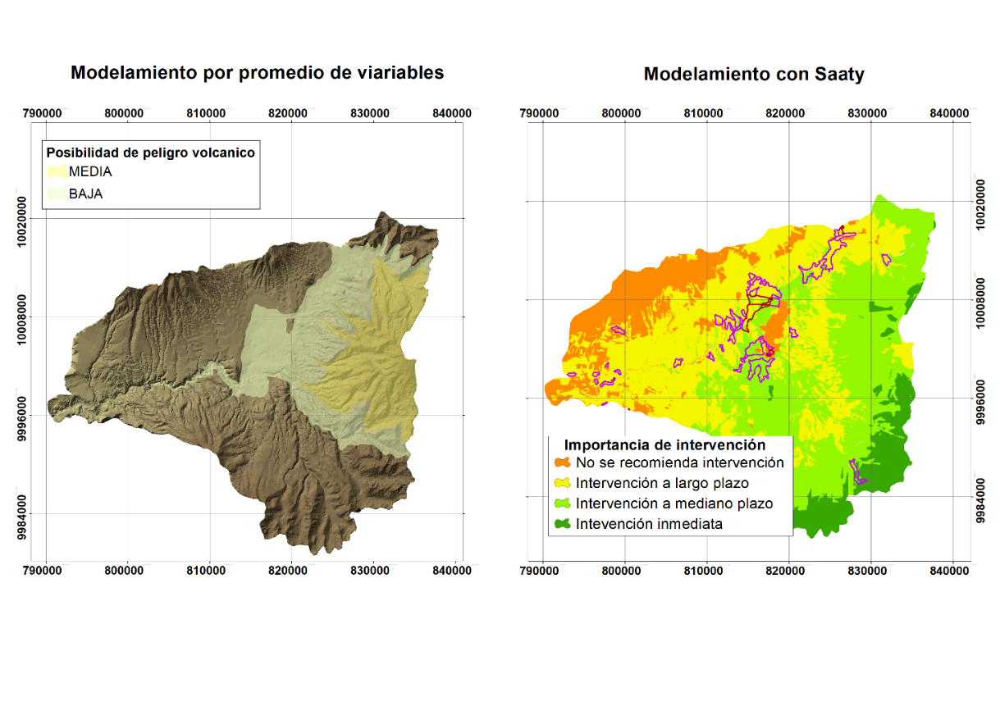 Modelamiento por promedio de viariables
790000 800000 810000 820000 830000 840000
Posibilidad de peligro volcanico
MEDIA
BAJA
10020000
10008000
9996000
9984000
790000 800000 810000 820000 830000 840000
Modelamiento con Saaty
790000 800000 810000 820000 830000 840000
10020000
10008000
9996000
9984000
Importancia de intervención
No se recomienda intervención
Intervención a largo plazo
Intervención a mediano plazo
Intevención inmediata
790000 800000 810000 820000 830000 840000